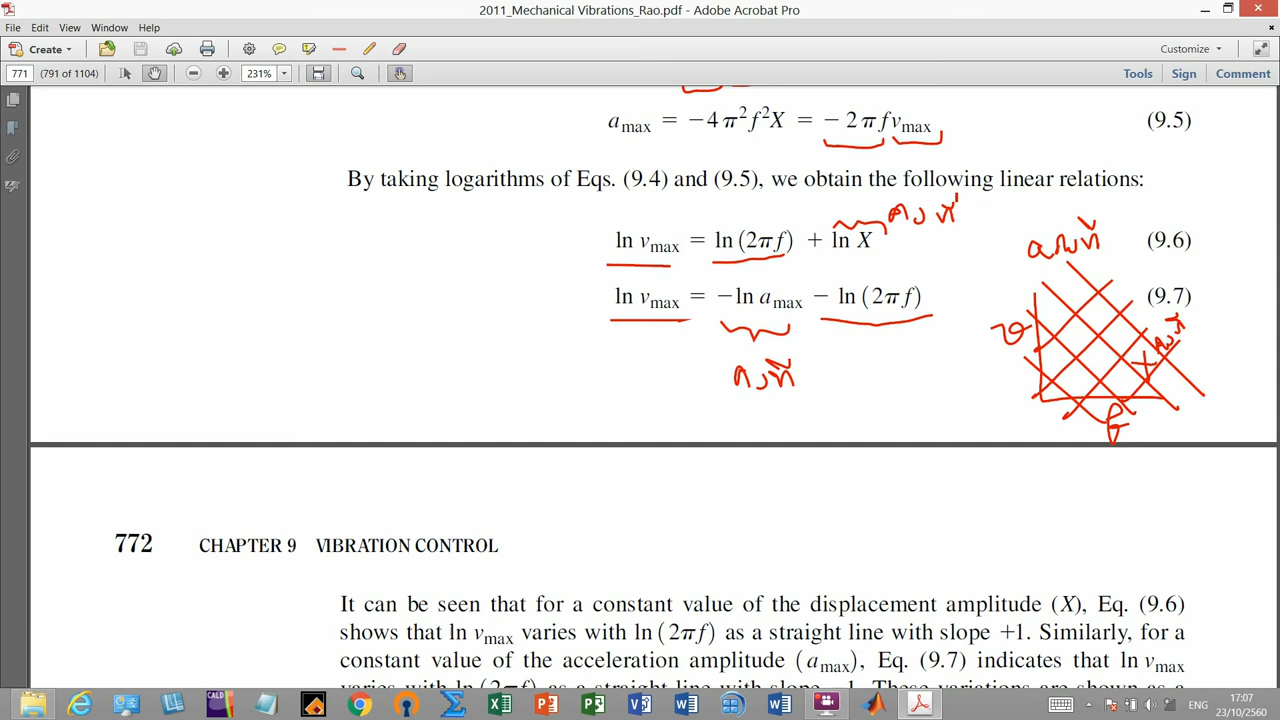 2011_Mechanical Vibrations_Rao.pdf - Adobe Acrobat Pro
File Edit View Window Help
Create Customize
771 (791 of 1104) 231% Tools Sign Comment
a_max = −4π²f²X = −2πfv_max (9.5)
By taking logarithms of Eqs. (9.4) and (9.5), we obtain the following linear relations:
ln v_max = ln (2πf) + ln X (9.6)
ln v_max = −ln a_max − ln (2πf) (9.7)
v
X
f
772 CHAPTER 9 VIBRATION CONTROL
It can be seen that for a constant value of the displacement amplitude (X), Eq. (9.6)
shows that ln v_max varies with ln (2πf) as a straight line with slope +1. Similarly, for a
constant value of the acceleration amplitude (a_max), Eq. (9.7) indicates that ln v_max
CALD
ENG
17:07
23/10/2560